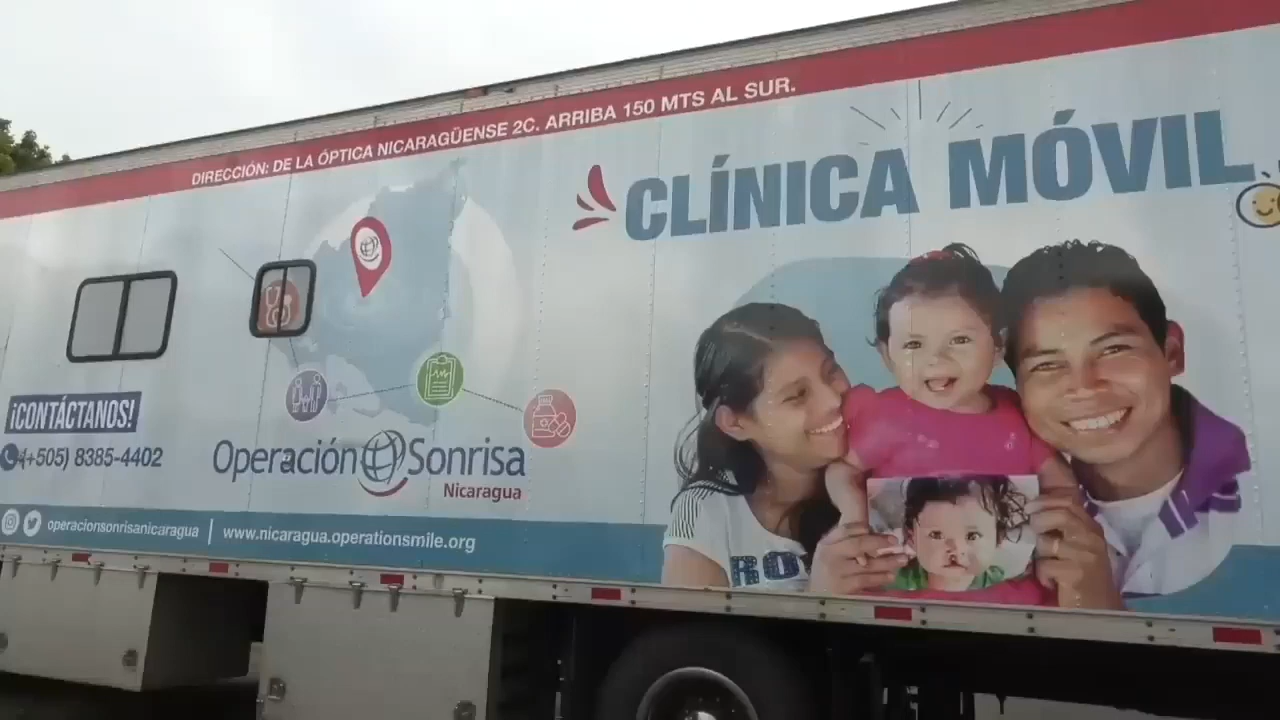 DIRECCIÓN: DE LA ÓPTICA NICARAGÜENSE 2C. ARRIBA 150 MTS AL SUR.
CLÍNICA MÓVIL
¡CONTÁCTANOS!
(+505) 8385-4402
Operación Sonrisa
Nicaragua
operacionsonrisanicaragua | www.nicaragua.operationsmile.org
RO